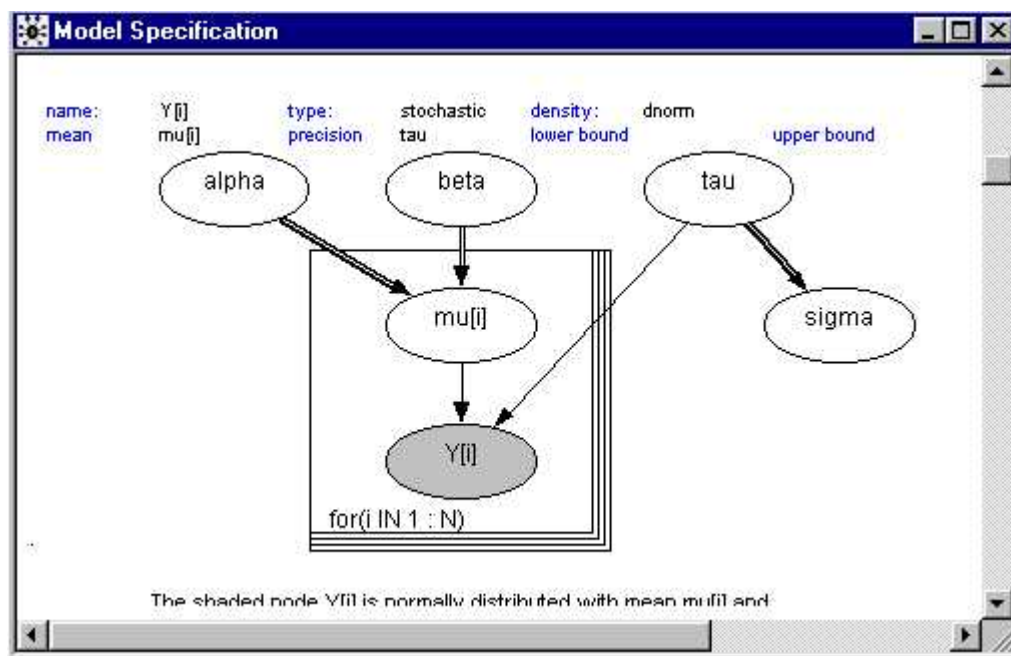 Model Specification
name: Y[i] type: stochastic density: dnorm
mean mu[i] precision tau lower bound upper bound
alpha beta tau
mu[i] sigma
Y[i]
for(i IN 1 : N)
The shaded node Y[i] is normally distributed with mean mu[i] and